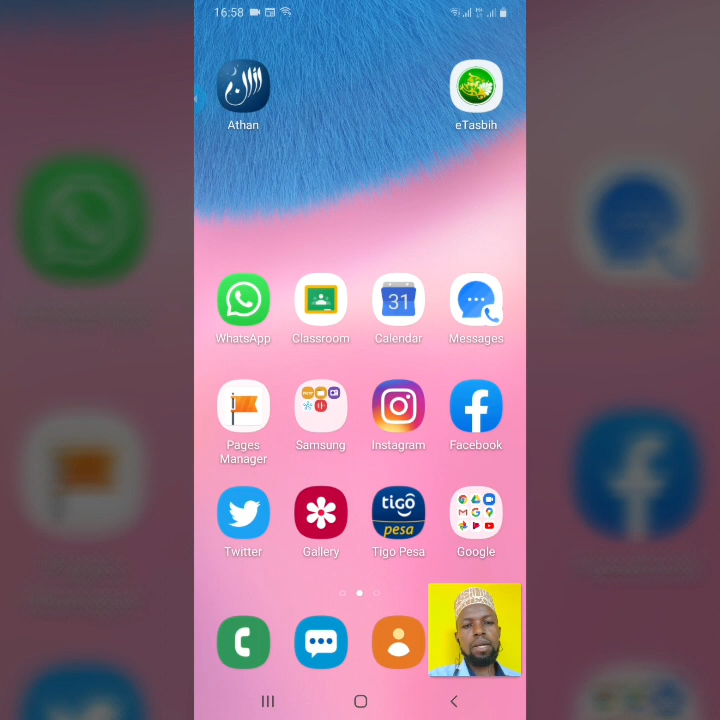 16:58
Athan
eTasbih
31
WhatsApp
Classroom
Calendar
Messages
Pages
Manager
Samsung
Instagram
Facebook
tigo
pesa
Twitter
Gallery
Tigo Pesa
Google